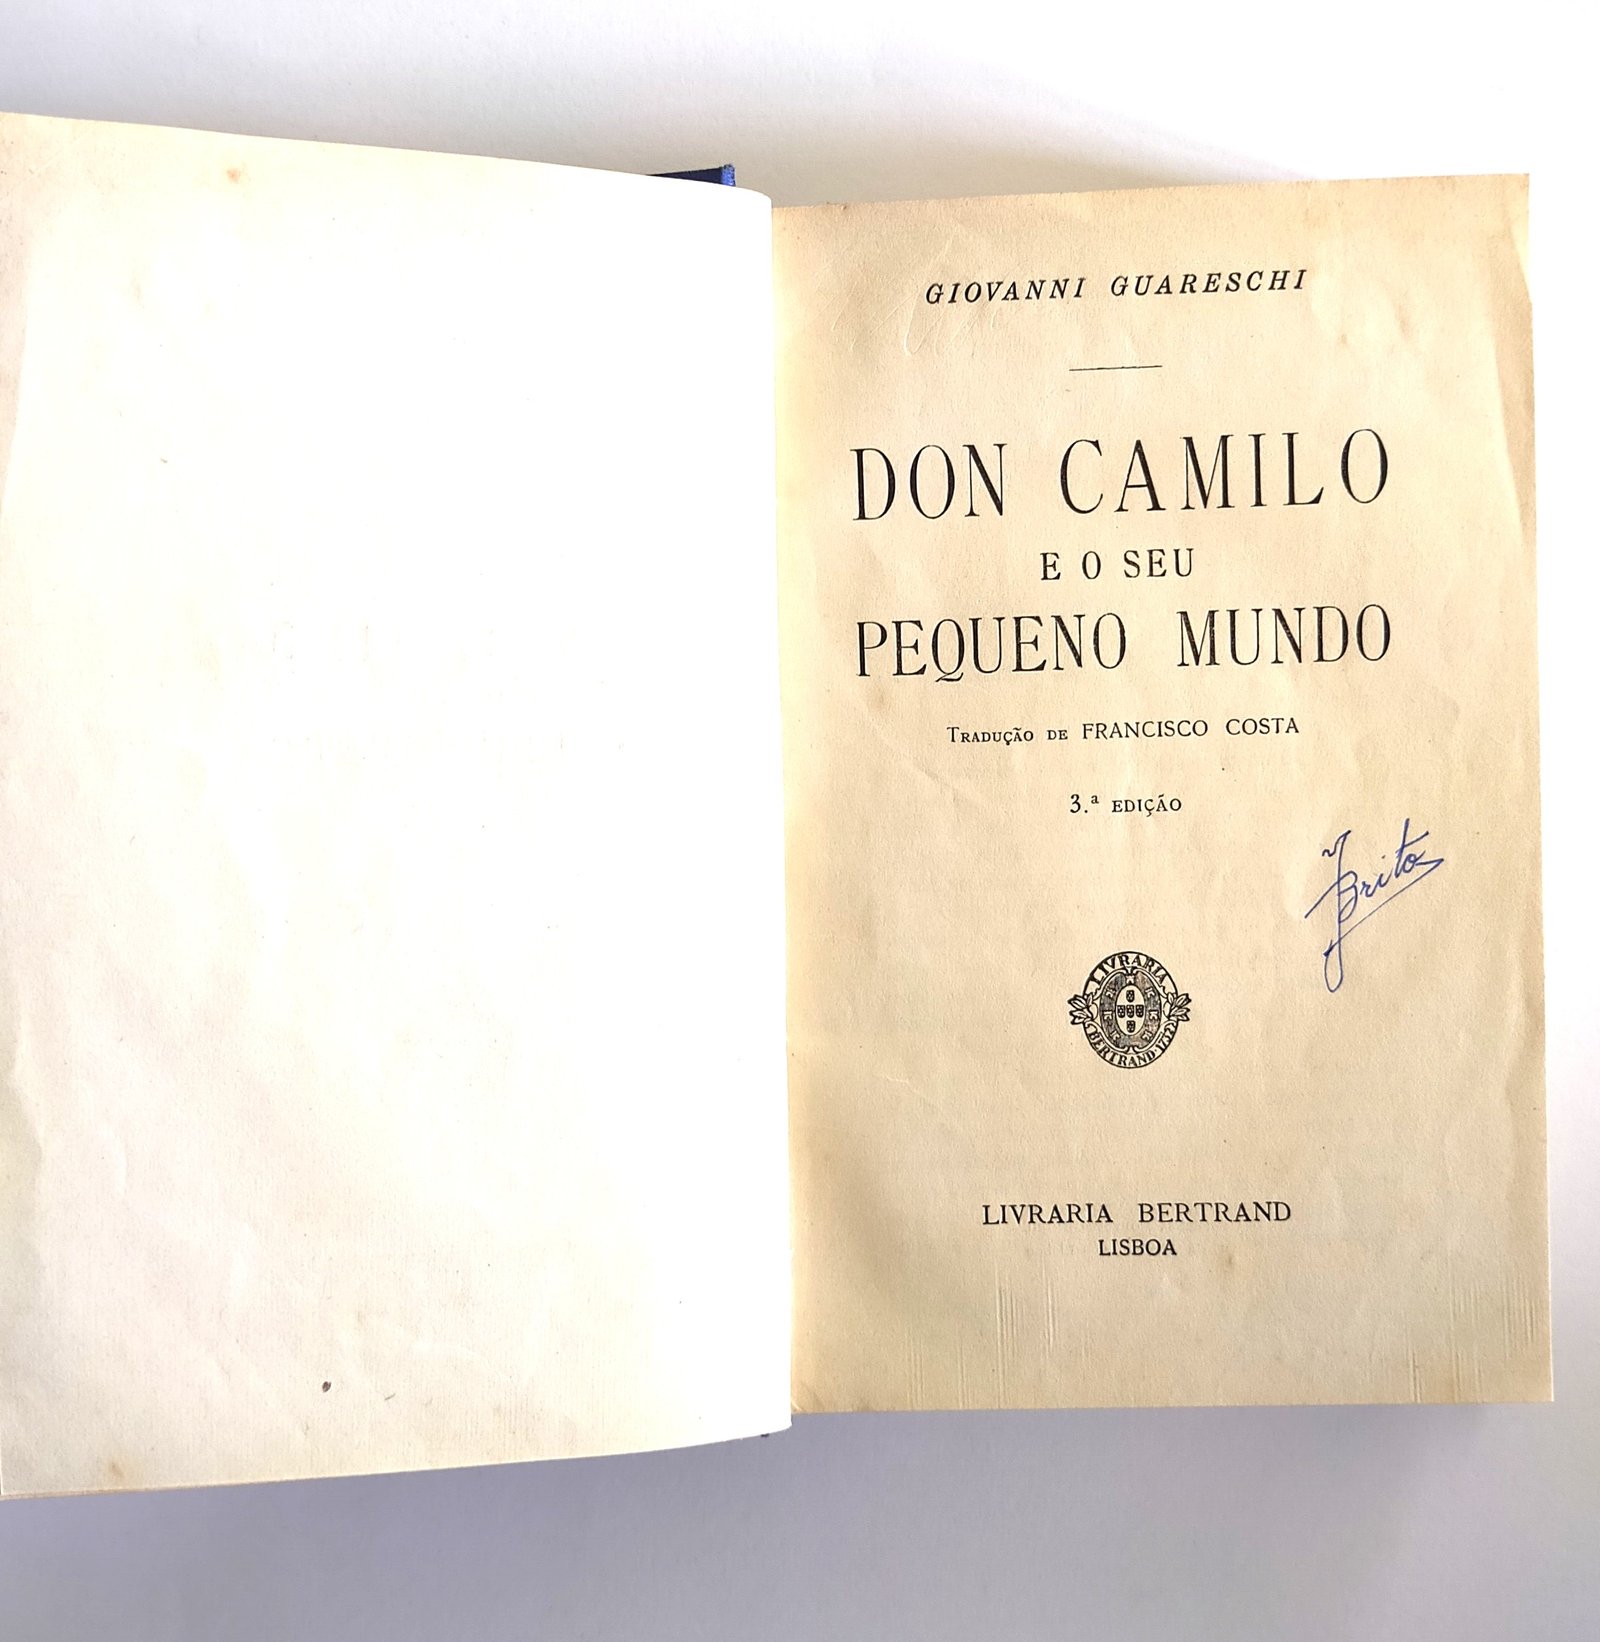 GIOVANNI GUARESCHI
DON CAMILO
E O SEU
PEQUENO MUNDO
TRADUÇÃO DE FRANCISCO COSTA
3.ª EDIÇÃO
Brito
LIVRARIA
BERTRAND·1732
LIVRARIA BERTRAND
LISBOA